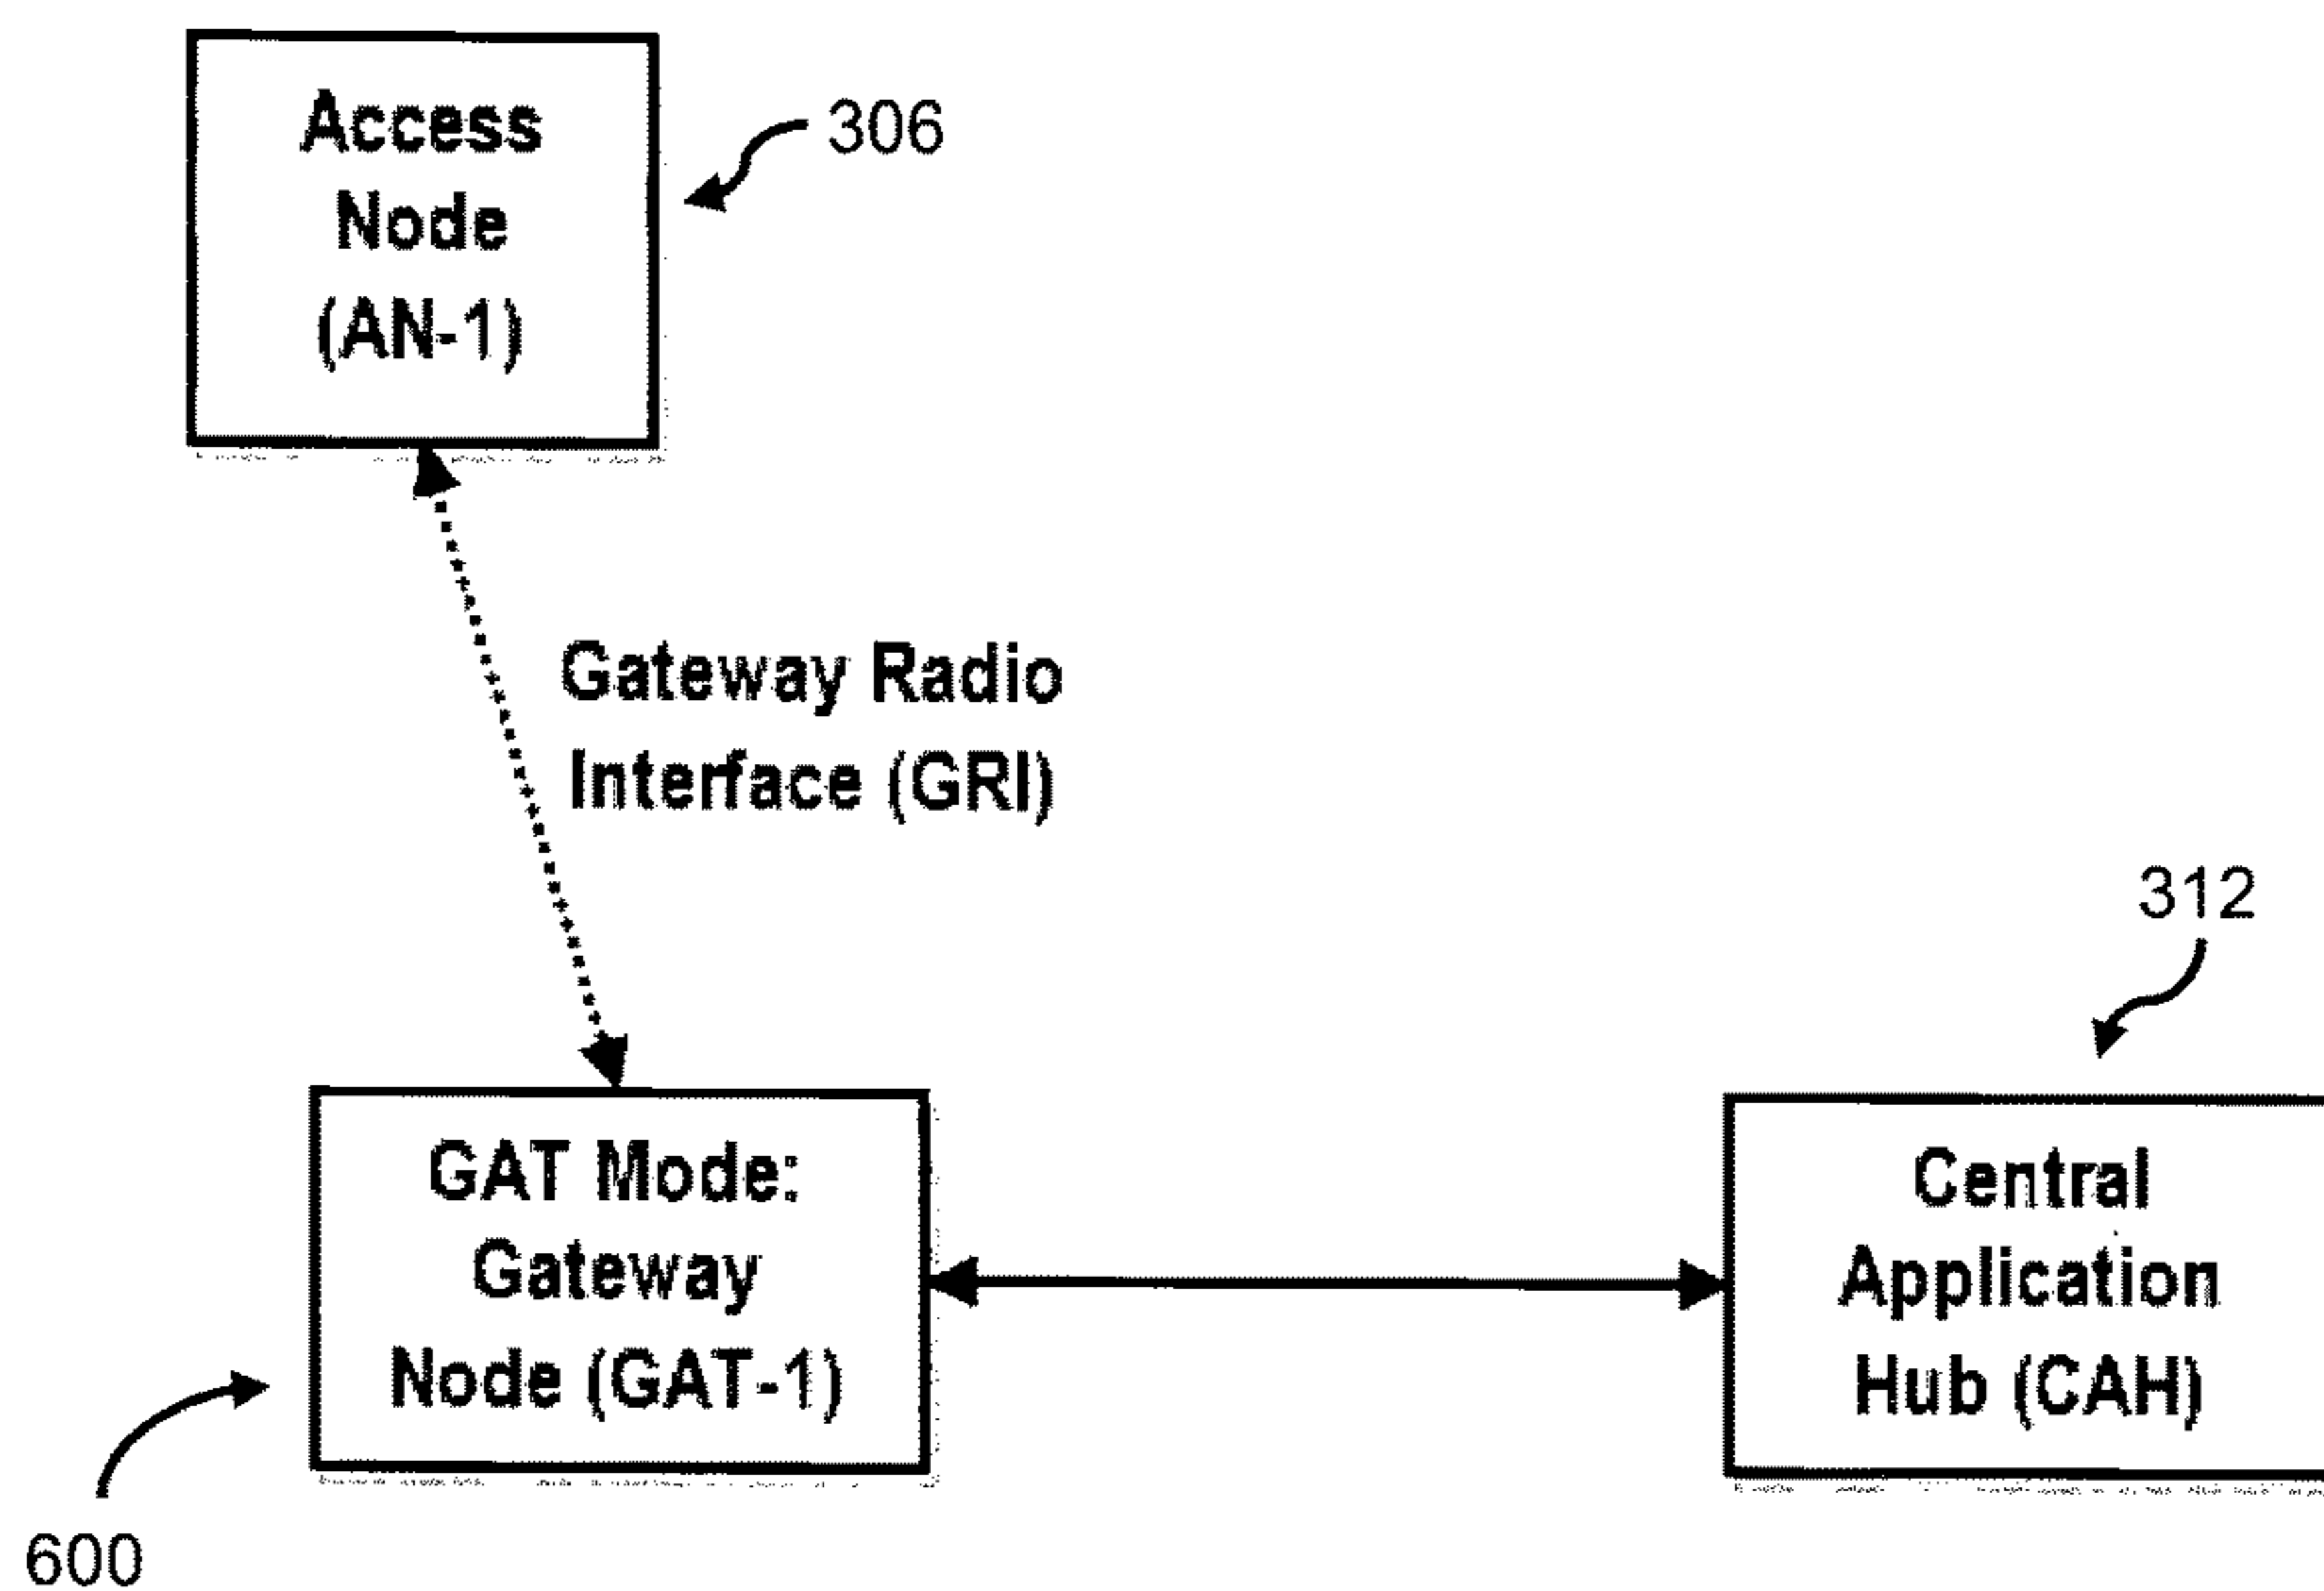 Access
Node
(AN-1)
306
Gateway Radio
Interface (GRI)
312
GAT Mode:
Gateway
Node (GAT-1)
Central
Application
Hub (CAH)
600